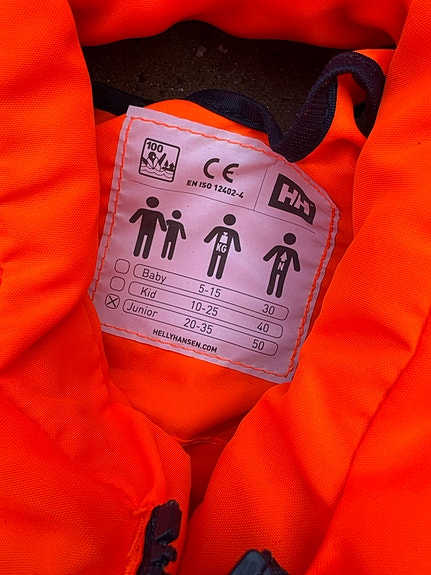 100
CE
EN ISO 12402-4
HH
KG
H
Baby 5-15 30
Kid 10-25 40
Junior 20-35 50
HELLYHANSEN.COM